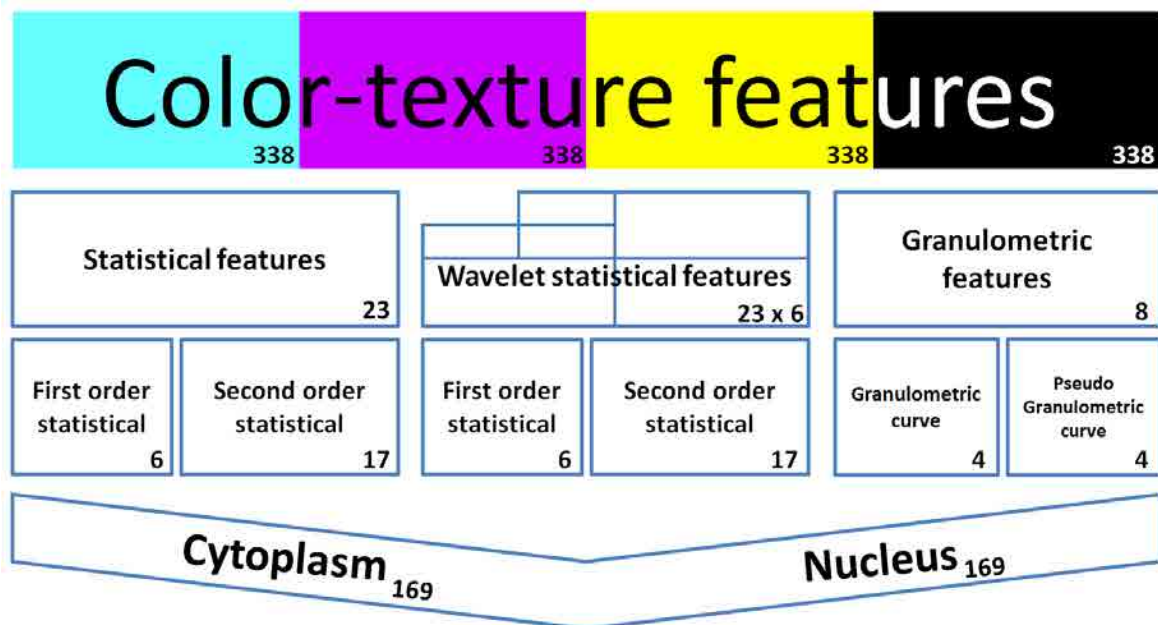 Color-texture features
338 338 338 338
Statistical features
23
Wavelet statistical features
23 x 6
Granulometric
features
8
First order
statistical
6
Second order
statistical
17
First order
statistical
6
Second order
statistical
17
Granulometric
curve
4
Pseudo
Granulometric
curve
4
Cytoplasm 169
Nucleus 169